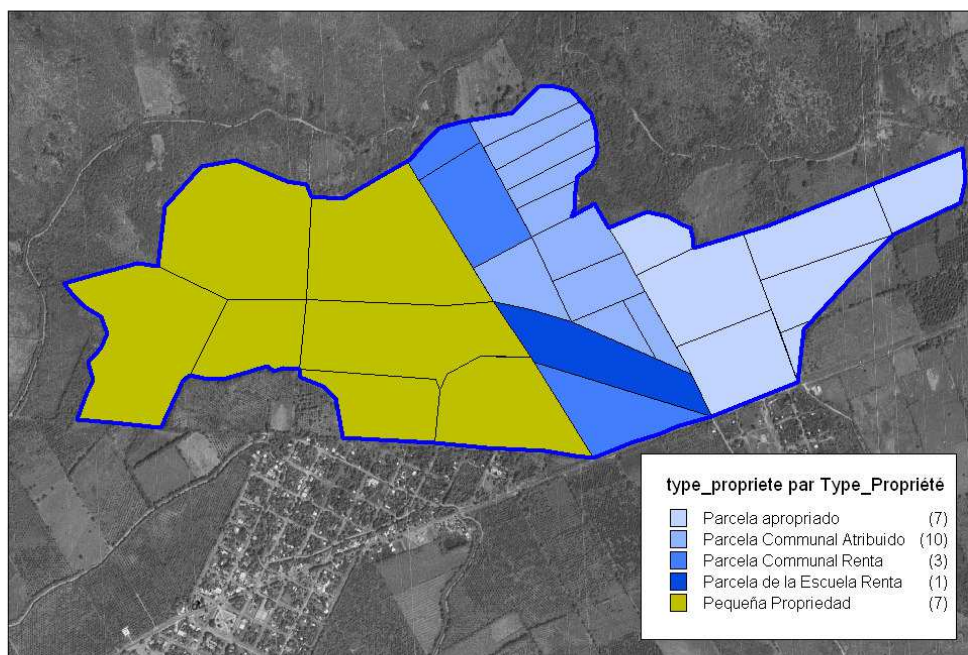 type_propriete par Type_Propriété
Parcela apropriado (7)
Parcela Communal Atribuido (10)
Parcela Communal Renta (3)
Parcela de la Escuela Renta (1)
Pequeña Propriedad (7)